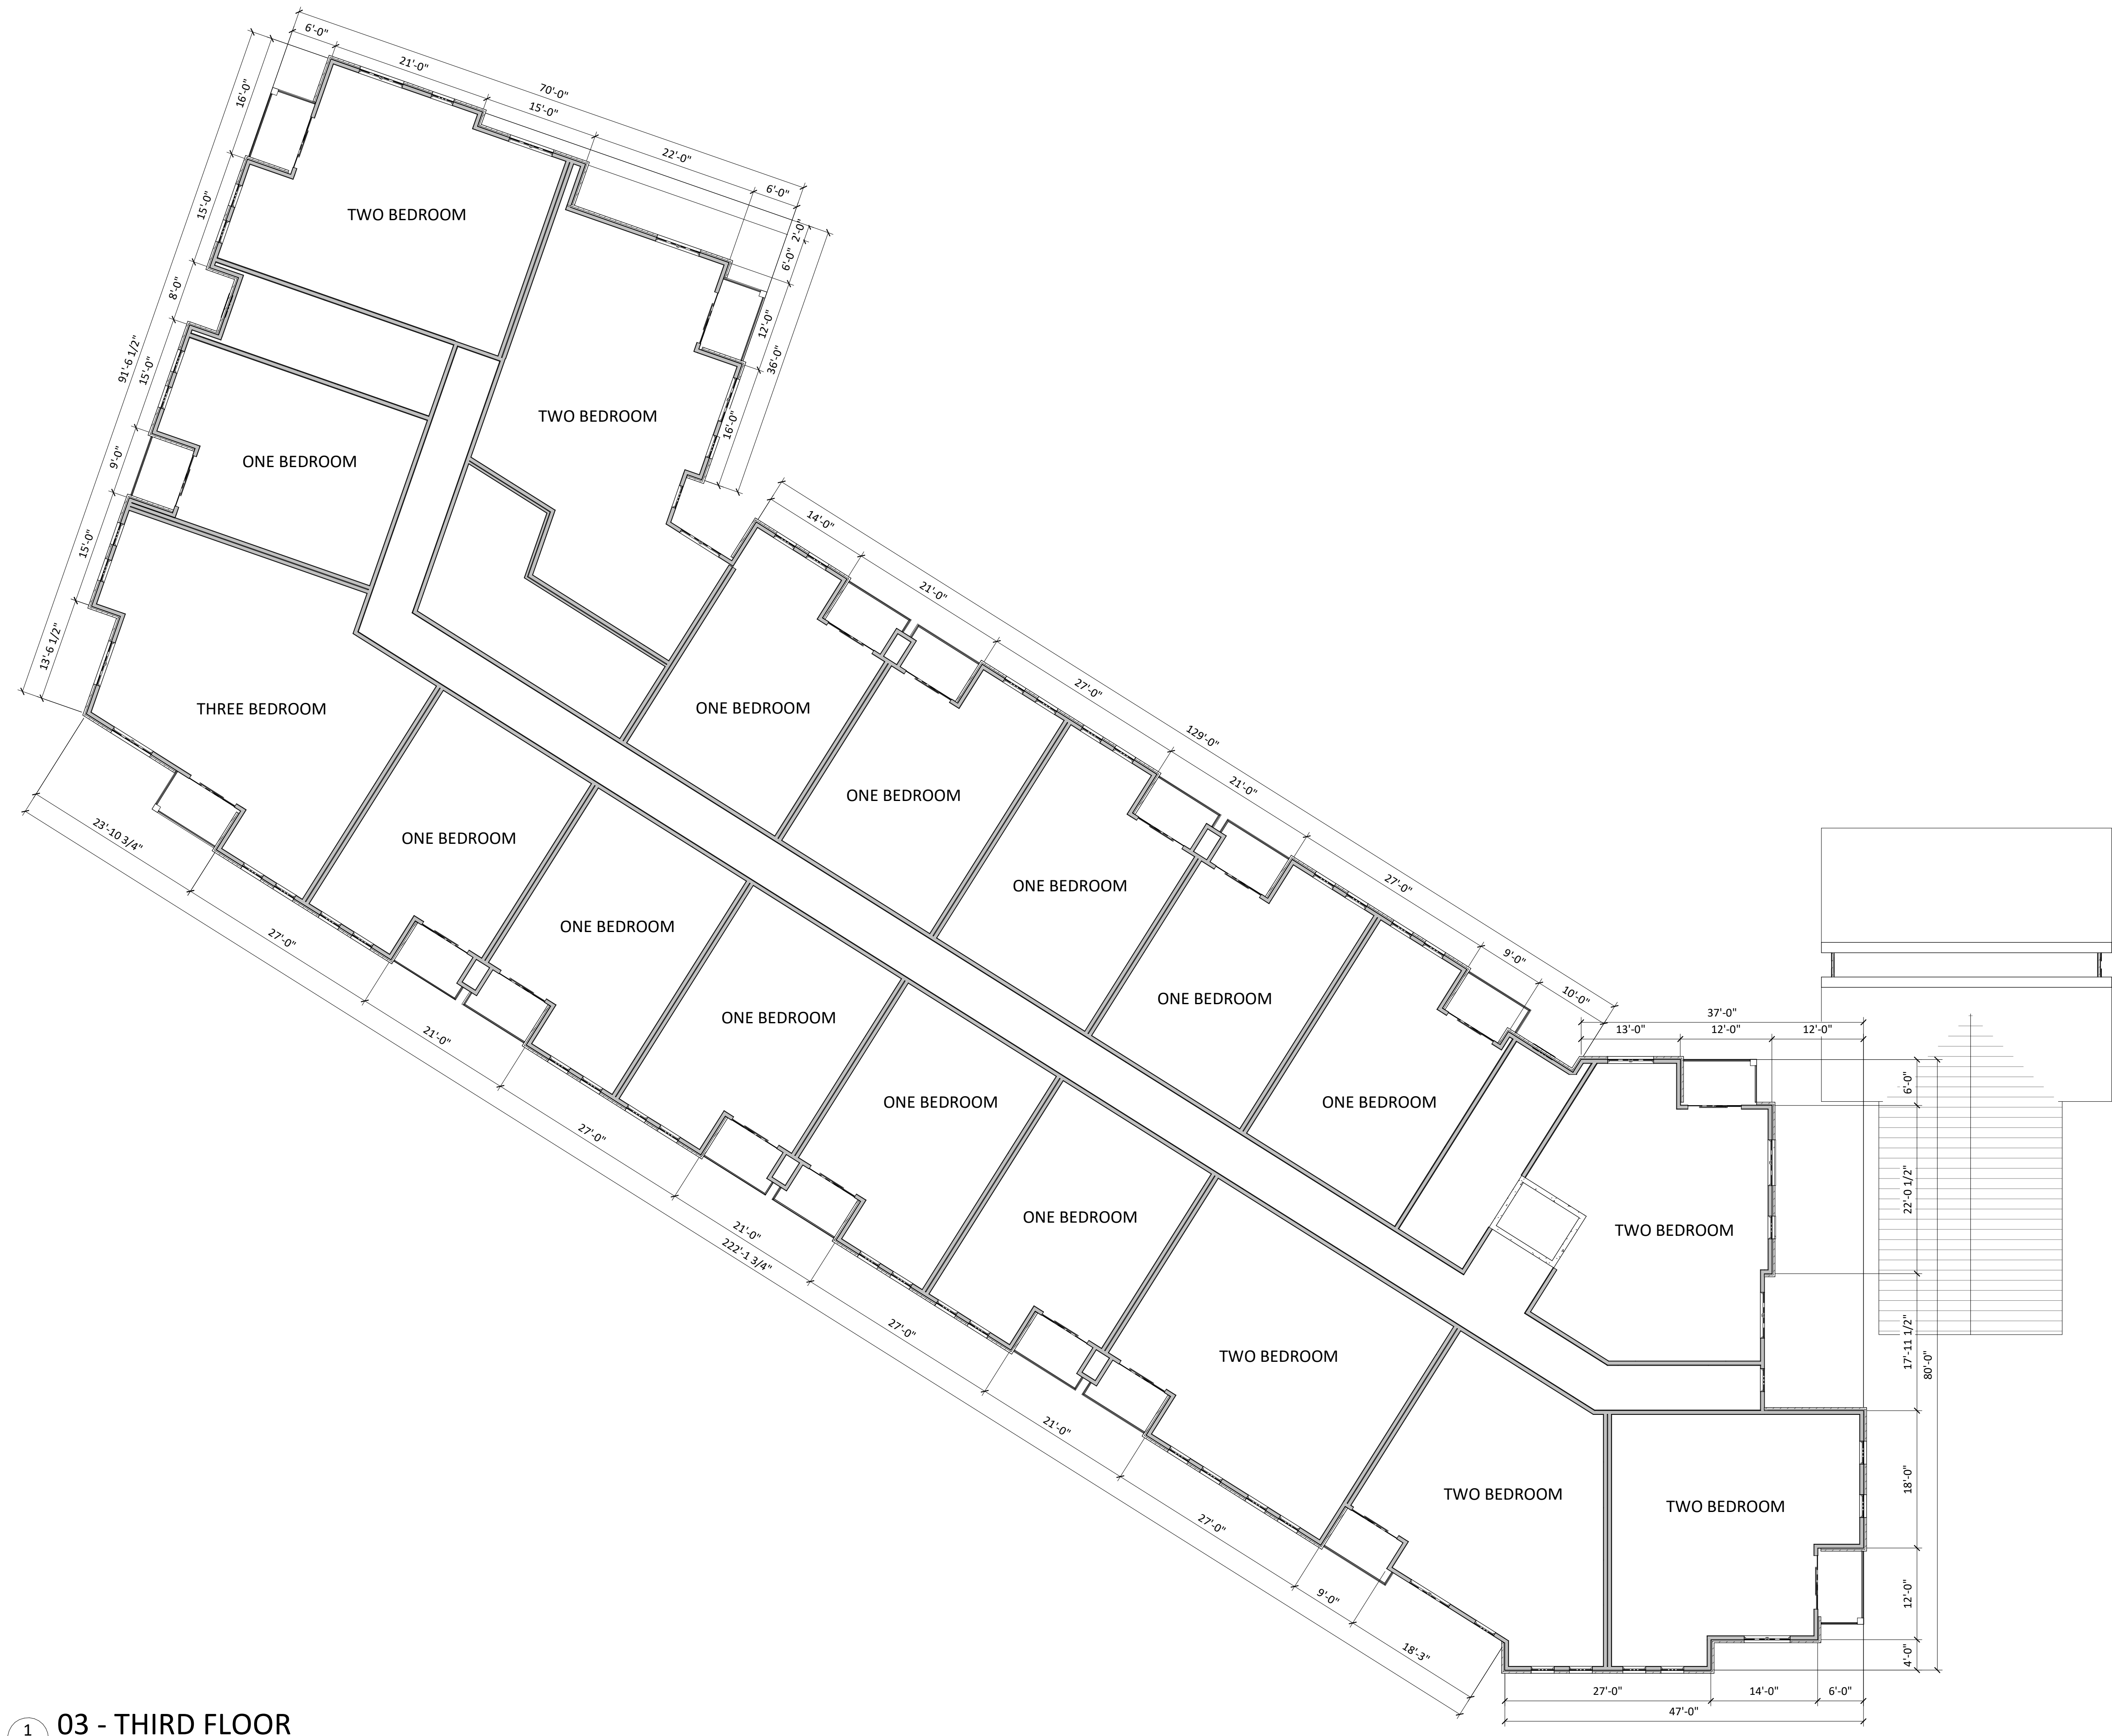 6'-0"
21'-0"
70'-0"
15'-0"
22'-0"
6'-0"
2'-0"
6'-0"
12'-0"
36'-0"
16'-0"
16'-0"
15'-0"
8'-0"
91'-6 1/2"
15'-0"
9'-0"
15'-0"
13'-6 1/2"
TWO BEDROOM
TWO BEDROOM
ONE BEDROOM
THREE BEDROOM
14'-0"
21'-0"
27'-0"
129'-0"
21'-0"
27'-0"
9'-0"
10'-0"
ONE BEDROOM
ONE BEDROOM
ONE BEDROOM
ONE BEDROOM
ONE BEDROOM
ONE BEDROOM
ONE BEDROOM
ONE BEDROOM
ONE BEDROOM
ONE BEDROOM
TWO BEDROOM
TWO BEDROOM
TWO BEDROOM
TWO BEDROOM
37'-0"
13'-0"
12'-0"
12'-0"
6'-0"
22'-0 1/2"
17'-11 1/2"
80'-0"
18'-0"
12'-0"
4'-0"
23'-10 3/4"
27'-0"
21'-0"
27'-0"
21'-0"
222'-1 3/4"
27'-0"
21'-0"
27'-0"
9'-0"
18'-3"
27'-0"
14'-0"
6'-0"
47'-0"
1
03 - THIRD FLOOR